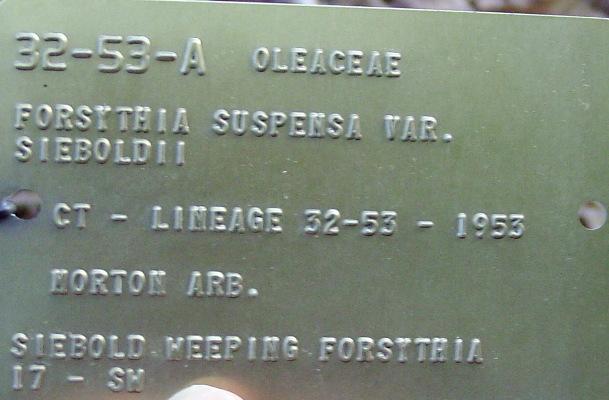 32-53-A OLEACEAE
FORSYTHIA SUSPENSA VAR.
SIEBOLDII
CT - LINEAGE 32-53 - 1953
MORTON ARB.
SIEBOLD WEEPING FORSYTHIA
17 - SW